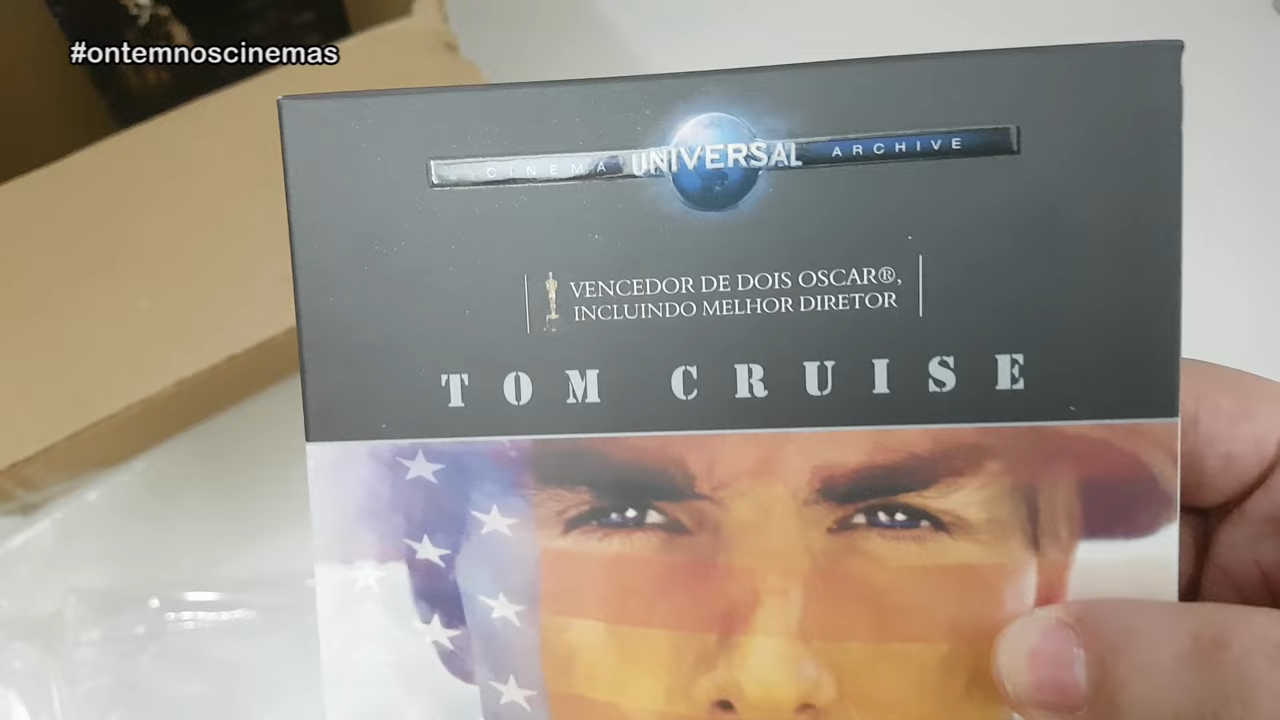 #ontemnoscinemas
CINEMA UNIVERSAL ARCHIVE
VENCEDOR DE DOIS OSCAR®,
INCLUINDO MELHOR DIRETOR
TOM CRUISE